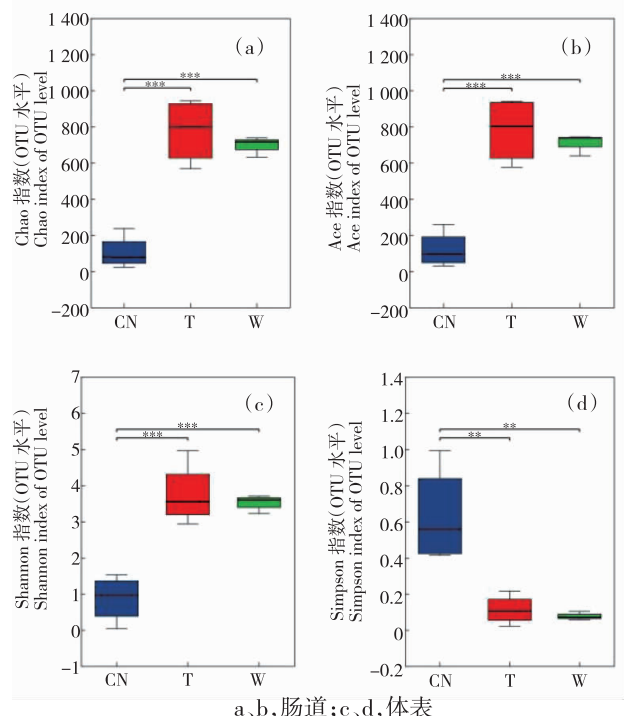 1 400
1 200
1 000
800
600
400
200
0
-200
Chao 指数(OTU 水平)
Chao index of OTU level
(a)
***
***
CN T W
1 400
1 200
1 000
800
600
400
200
0
-200
Ace 指数(OTU 水平)
Ace index of OTU level
(b)
***
***
CN T W
7
6
5
4
3
2
1
0
-1
Shannon 指数(OTU 水平)
Shannon index of OTU level
(c)
***
***
CN T W
1.4
1.2
1.0
0.8
0.6
0.4
0.2
0
-0.2
Simpson 指数(OTU 水平)
Simpson index of OTU level
(d)
**
**
CN T W
a、b,肠道;c、d,体表